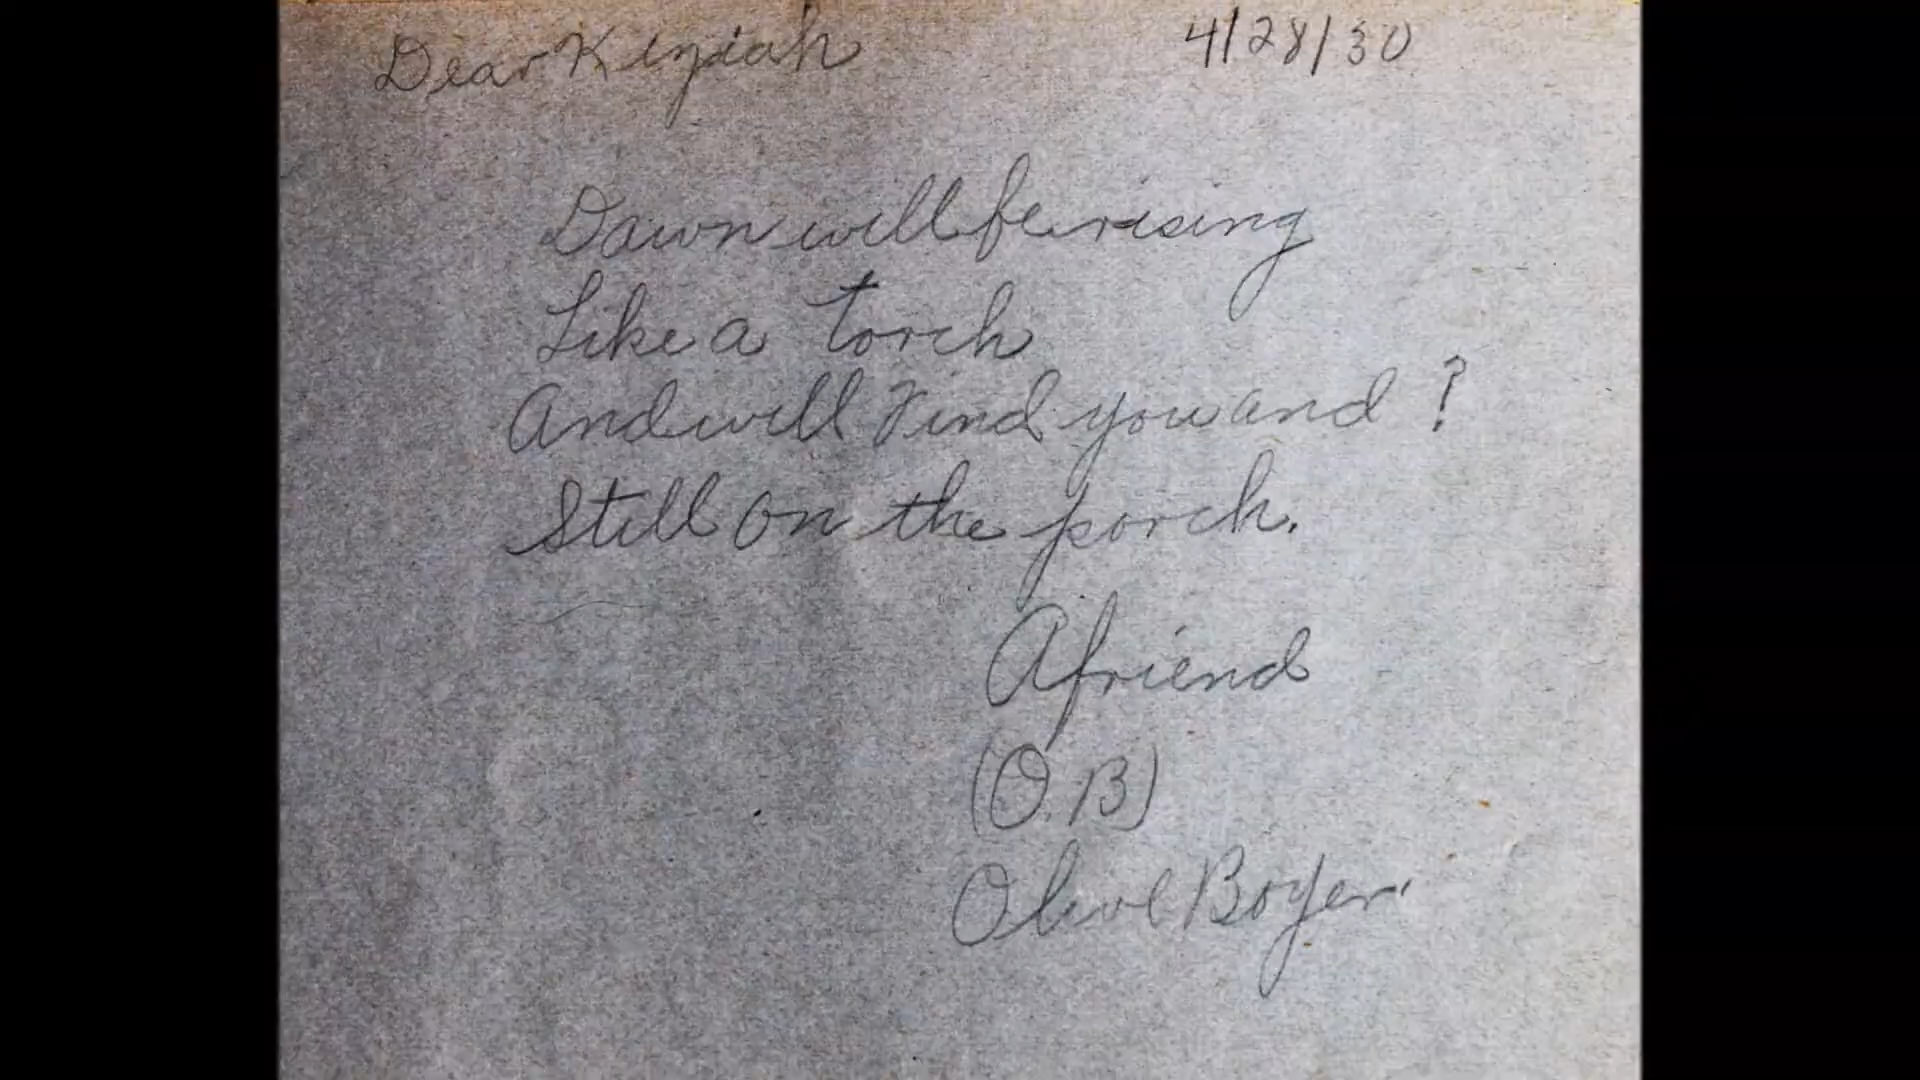 Dear Keziah 4/28/30
Dawn will be rising
Like a torch
And will Find you and ?
Still on the porch.
A friend
(O.B)
Olive Boyer.